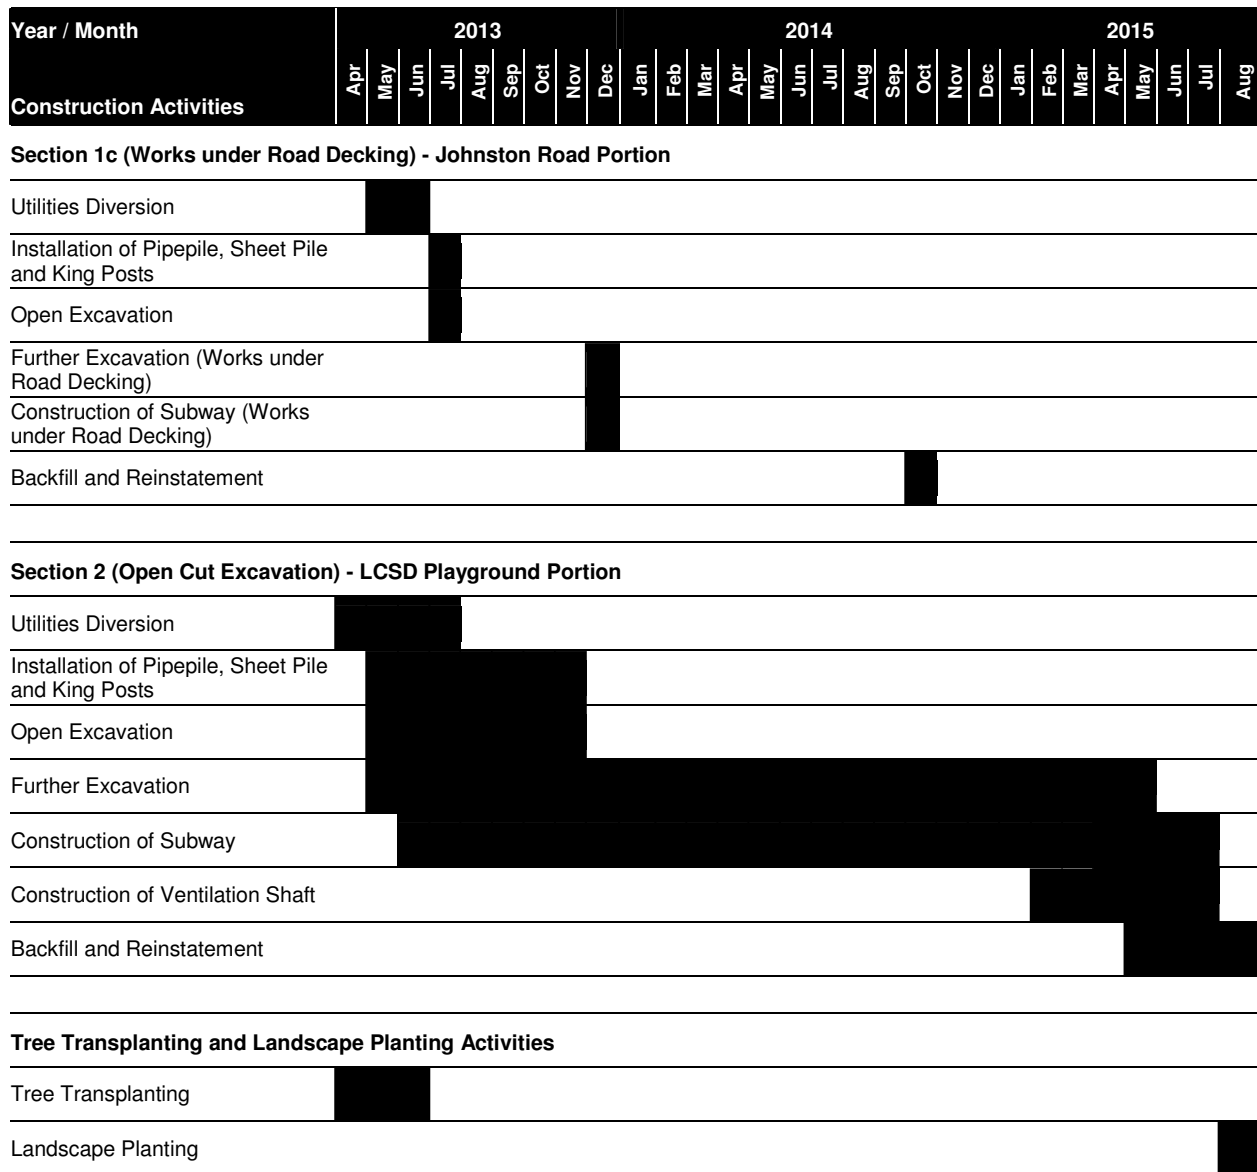 Year / Month 2013 2014 2015
Construction Activities Apr May Jun Jul Aug Sep Oct Nov Dec Jan Feb Mar Apr May Jun Jul Aug Sep Oct Nov Dec Jan Feb Mar Apr May Jun Jul Aug
Section 1c (Works under Road Decking) - Johnston Road Portion
Utilities Diversion
Installation of Pipepile, Sheet Pile
and King Posts
Open Excavation
Further Excavation (Works under
Road Decking)
Construction of Subway (Works
under Road Decking)
Backfill and Reinstatement
Section 2 (Open Cut Excavation) - LCSD Playground Portion
Utilities Diversion
Installation of Pipepile, Sheet Pile
and King Posts
Open Excavation
Further Excavation
Construction of Subway
Construction of Ventilation Shaft
Backfill and Reinstatement
Tree Transplanting and Landscape Planting Activities
Tree Transplanting
Landscape Planting